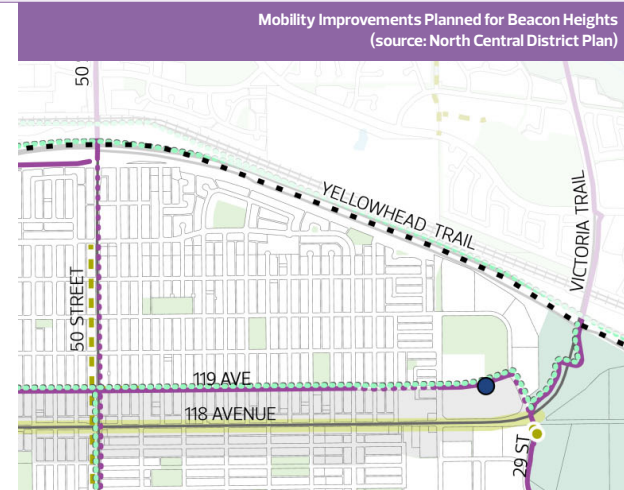 Mobility Improvements Planned for Beacon Heights
(source: North Central District Plan)
50 S
YELLOWHEAD TRAIL
VICTORIA TRAIL
50 STREET
119 AVE
118 AVENUE
29 ST